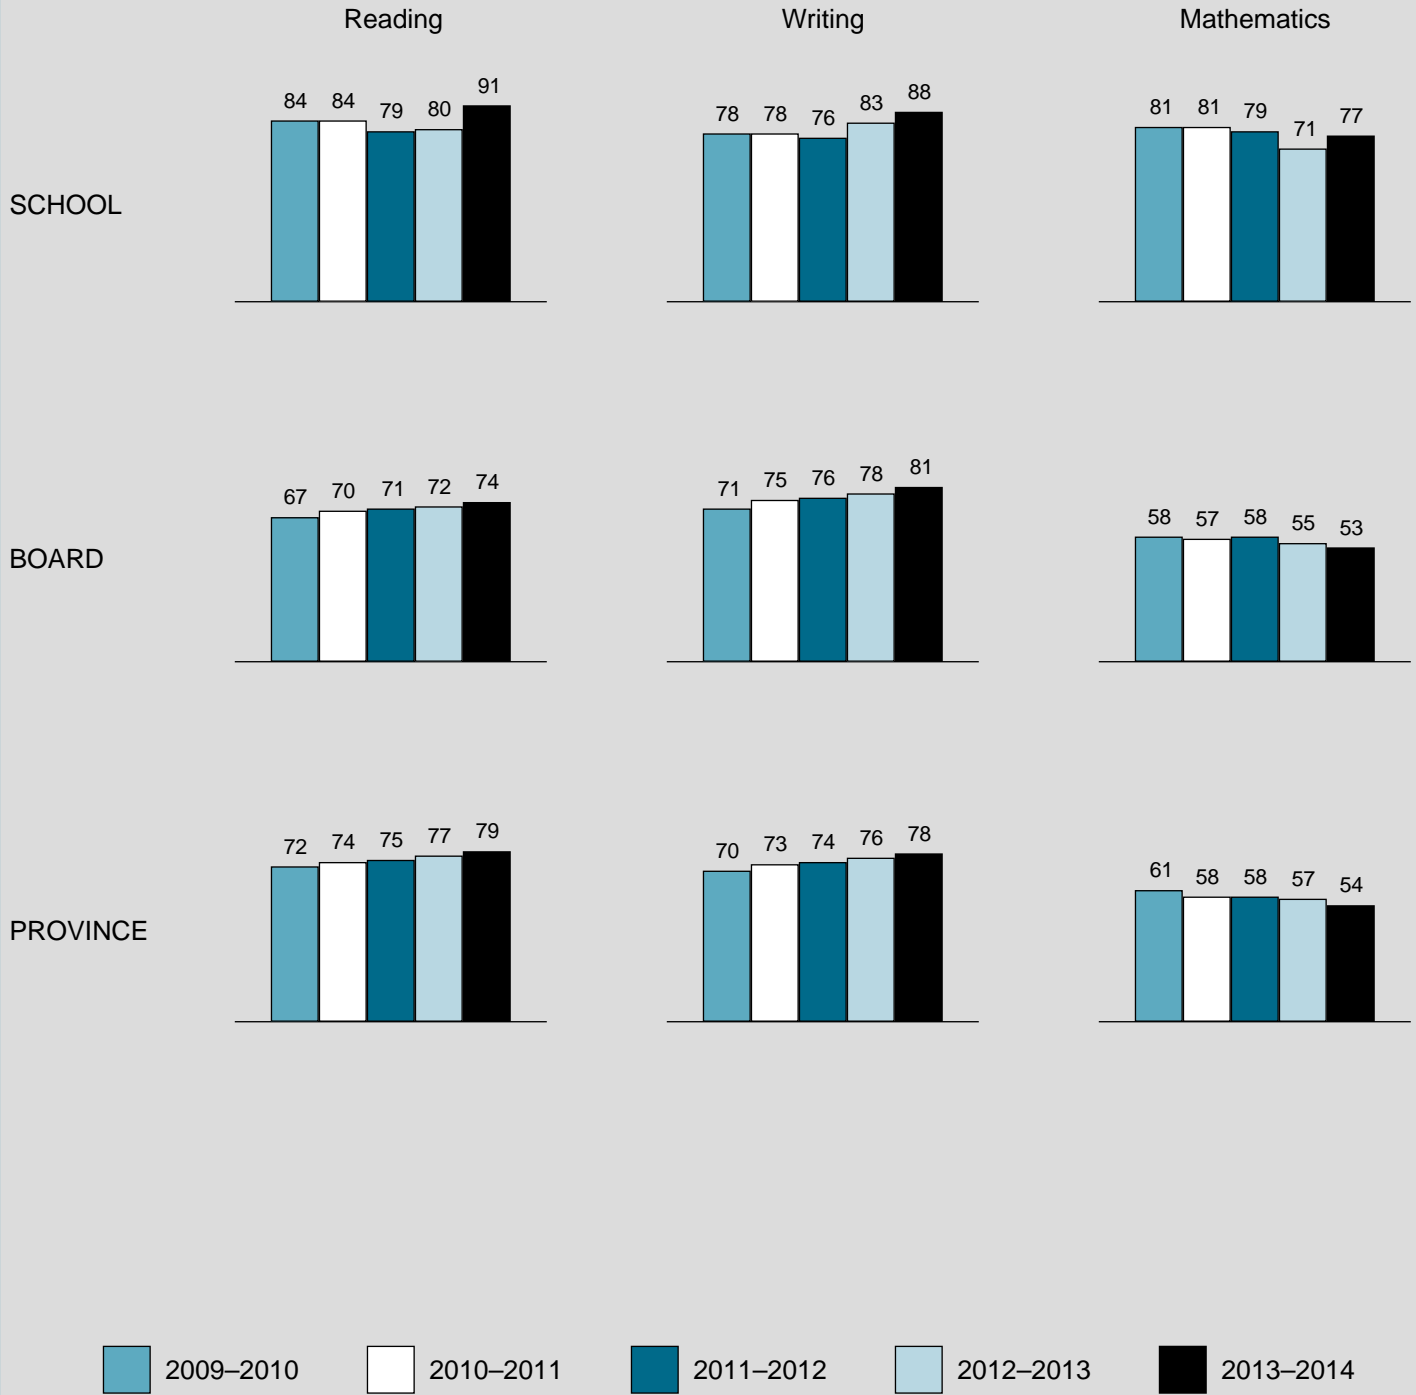 Reading Writing Mathematics
84 84 79 80 91 78 78 76 83 88 81 81 79 71 77
SCHOOL
67 70 71 72 74 71 75 76 78 81 58 57 58 55 53
BOARD
72 74 75 77 79 70 73 74 76 78 61 58 58 57 54
PROVINCE
2009–2010 2010–2011 2011–2012 2012–2013 2013–2014